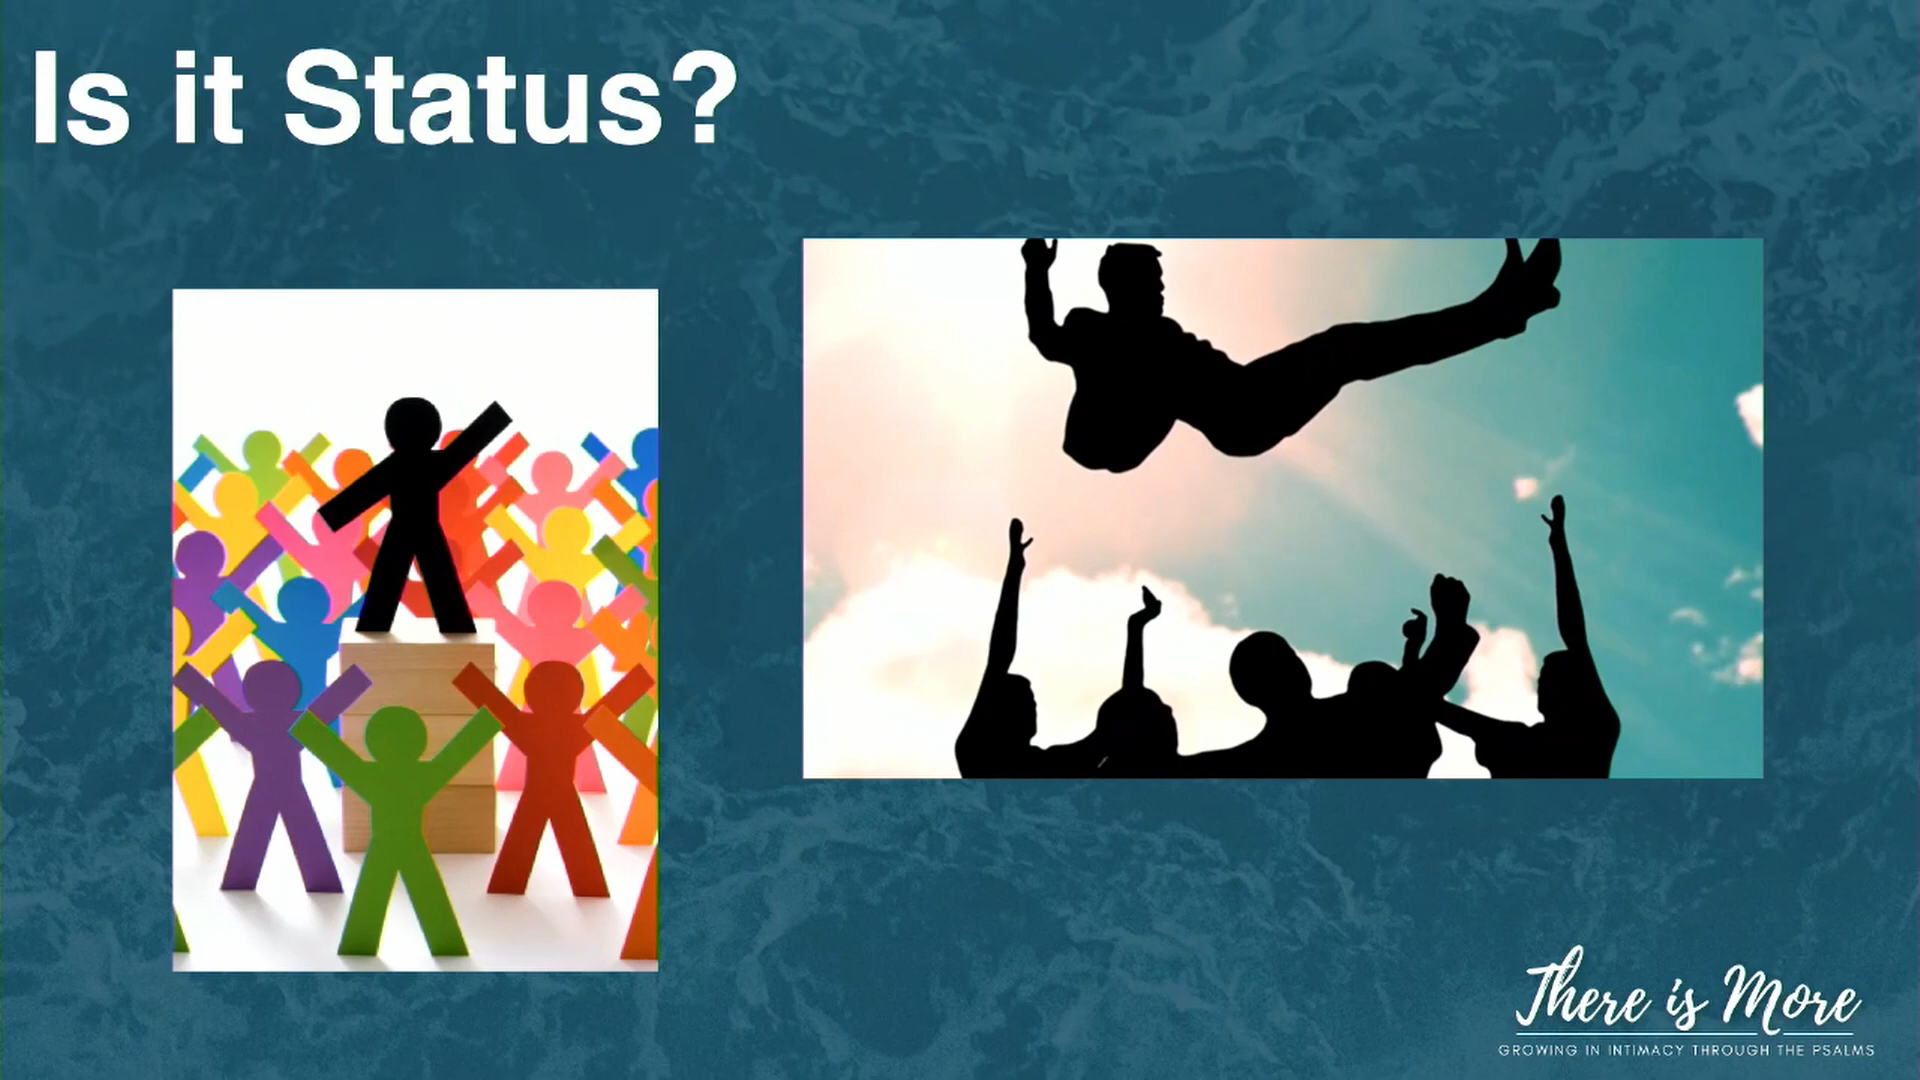 Is it Status?
There is More
GROWING IN INTIMACY THROUGH THE PSALMS